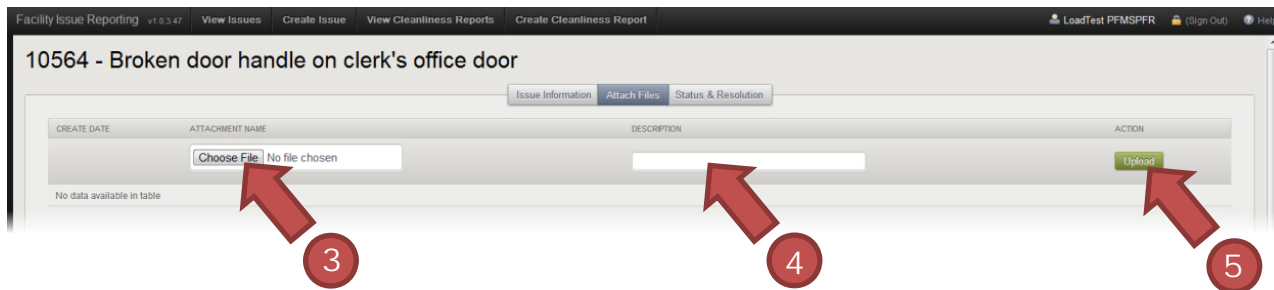 Facility Issue Reporting v1.0.3.47 View Issues Create Issue View Cleanliness Reports Create Cleanliness Report LoadTest PFMSPFR (Sign Out) Help
10564 - Broken door handle on clerk's office door
Issue Information Attach Files Status & Resolution
CREATE DATE ATTACHMENT NAME DESCRIPTION ACTION
Choose File No file chosen Upload
No data available in table
3 4 5